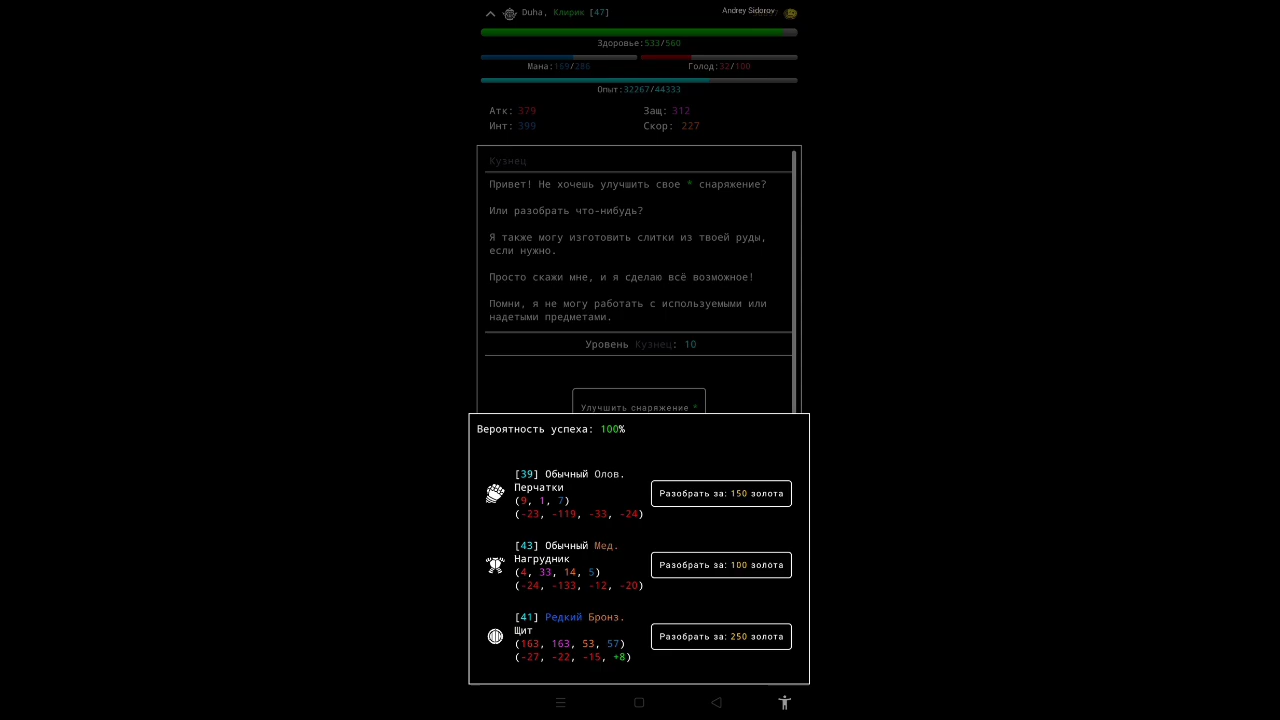 Duha, Клирик [47]
Andrey Sidorov
Здоровье:533/560
Мана:169/286
Голод:32/100
Опыт:32267/44333
Атк: 379
Защ: 312
Инт: 399
Скор: 227
Кузнец
Привет! Не хочешь улучшить свое * снаряжение?
Или разобрать что-нибудь?
Я также могу изготовить слитки из твоей руды,
если нужно.
Просто скажи мне, и я сделаю всё возможное!
Помни, я не могу работать с используемыми или
надетыми предметами.
Уровень Кузнец: 10
Улучшить снаряжение *
Вероятность успеха: 100%
[39] Обычный Олов.
Перчатки
(9, 1, 7)
(-23, -119, -33, -24)
Разобрать за: 150 золота
[43] Обычный Мед.
Нагрудник
(4, 33, 14, 5)
(-24, -133, -12, -20)
Разобрать за: 100 золота
[41] Редкий Бронз.
Щит
(163, 163, 53, 57)
(-27, -22, -15, +8)
Разобрать за: 250 золота